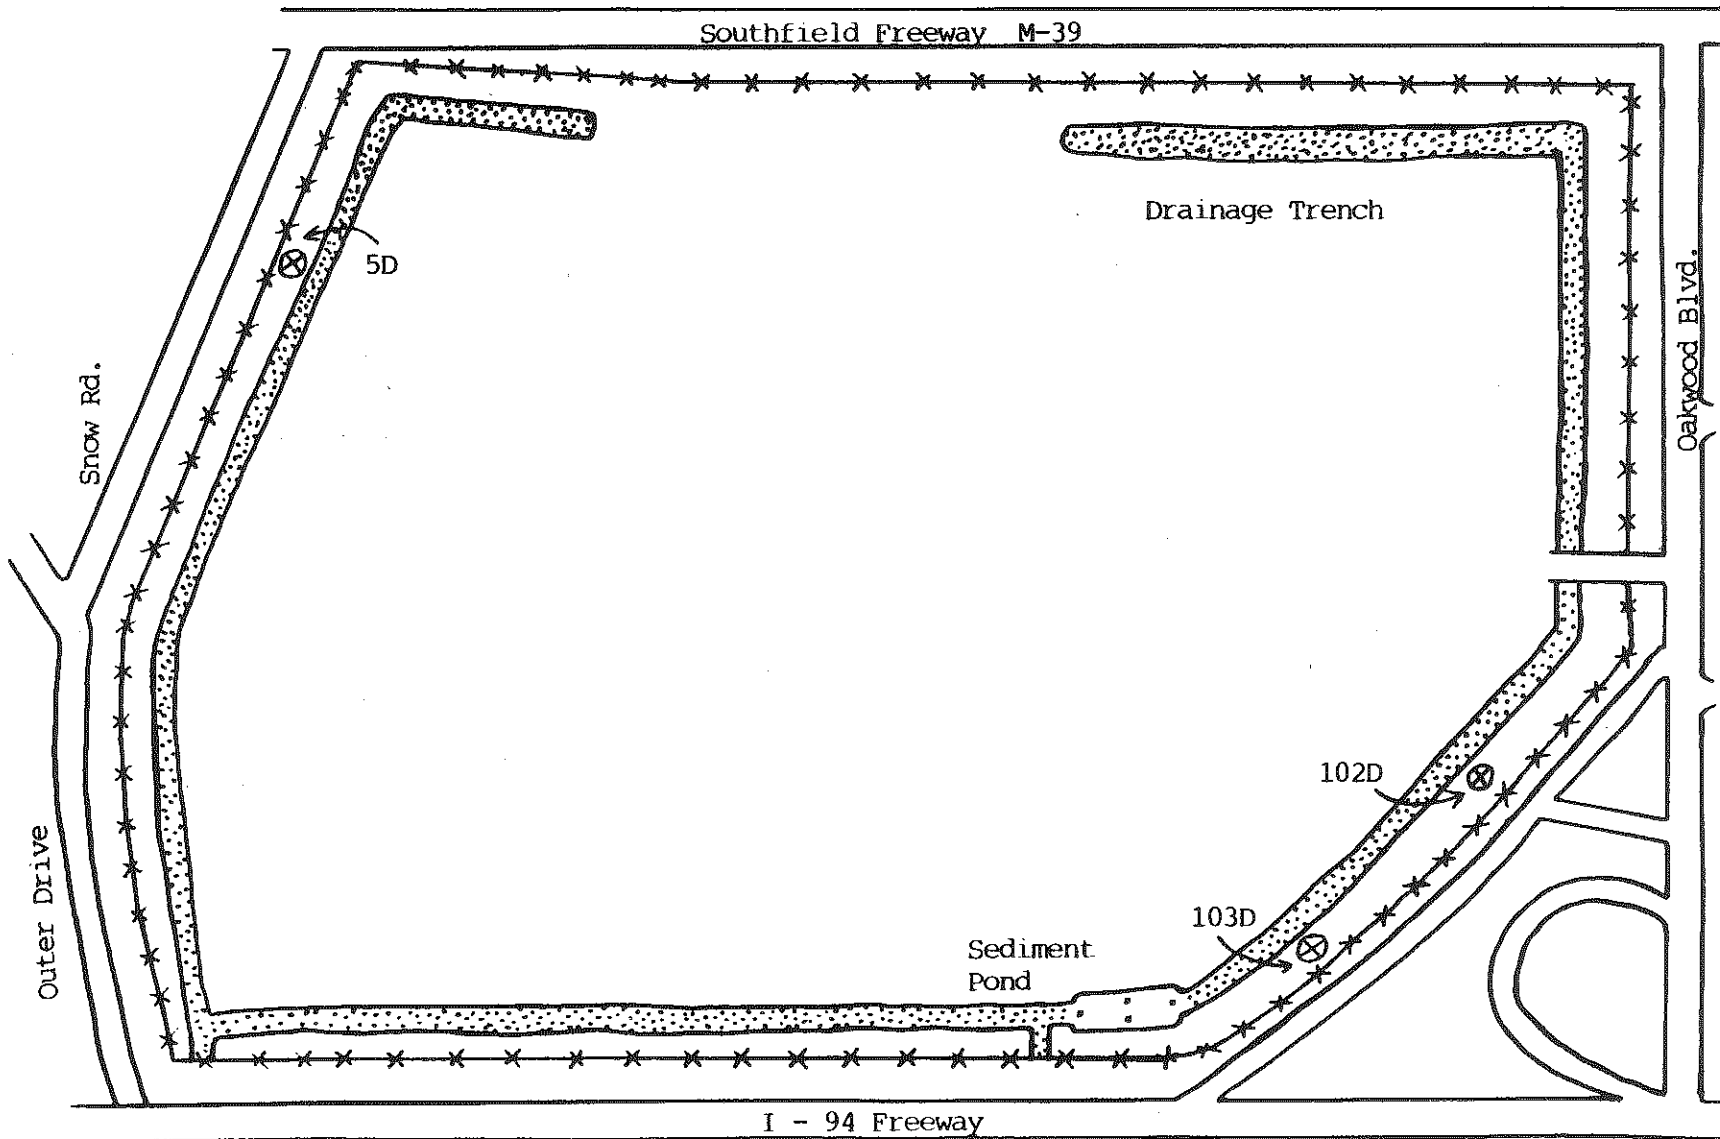 Southfield Freeway M-39
Drainage Trench
5D
Oakwood Blvd.
Snow Rd.
102D
Outer Drive
103D
Sediment
Pond
I - 94 Freeway